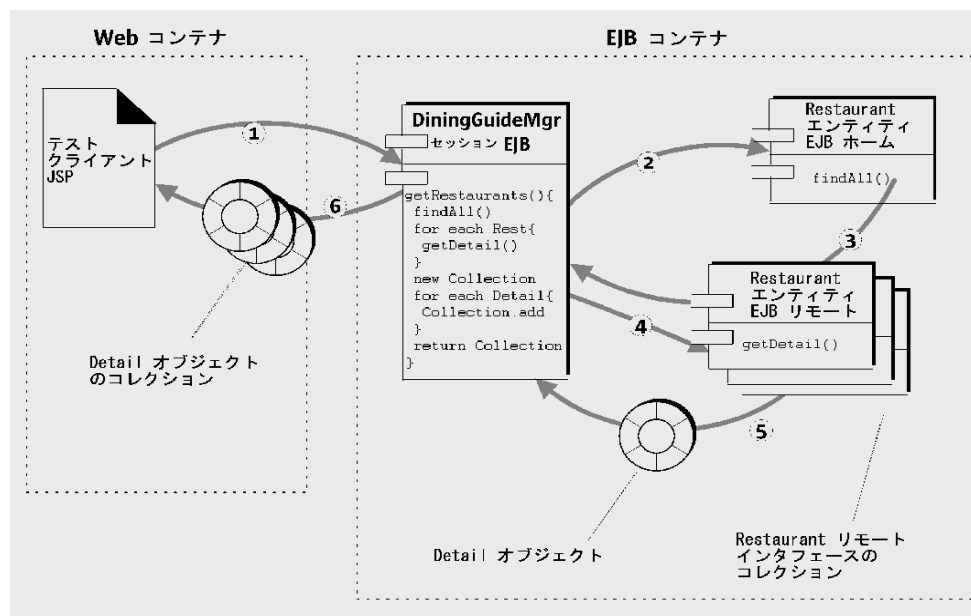 Web コンテナ
EJB コンテナ
テスト
クライアント
JSP
1
DiningGuideMgr
セッション EJB
getRestaurants(){
findAll()
for each Rest{
getDetail()
}
new Collection
for each Detail{
Collection.add
}
return Collection
}
2
Restaurant
エンティティ
EJB ホーム
findAll()
3
Restaurant
エンティティ
EJB リモート
getDetail()
4
5
6
Detail オブジェクト
のコレクション
Detail オブジェクト
Restaurant リモート
インタフェースの
コレクション